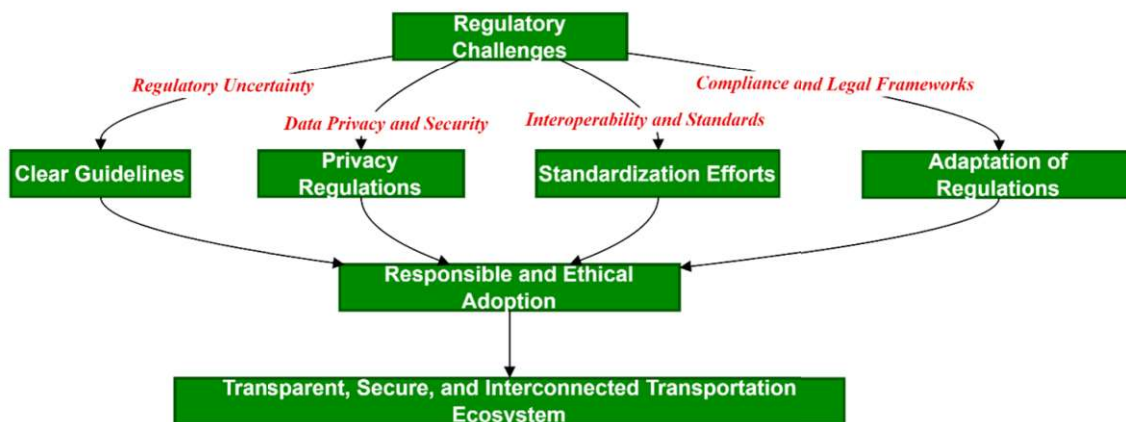 Regulatory
Challenges
Regulatory Uncertainty
Compliance and Legal Frameworks
Data Privacy and Security
Interoperability and Standards
Clear Guidelines
Privacy
Regulations
Standardization Efforts
Adaptation of
Regulations
Responsible and Ethical
Adoption
Transparent, Secure, and Interconnected Transportation
Ecosystem